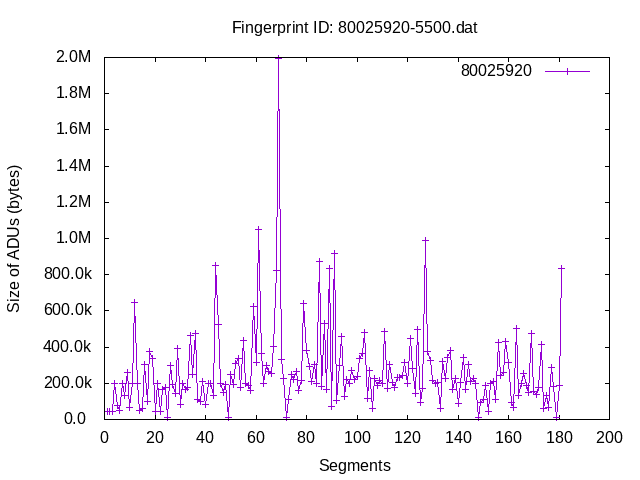 Fingerprint ID: 80025920-5500.dat
80025920
Size of ADUs (bytes)
2.0M
1.8M
1.6M
1.4M
1.2M
1.0M
800.0k
600.0k
400.0k
200.0k
0.0
0 20 40 60 80 100 120 140 160 180 200
Segments